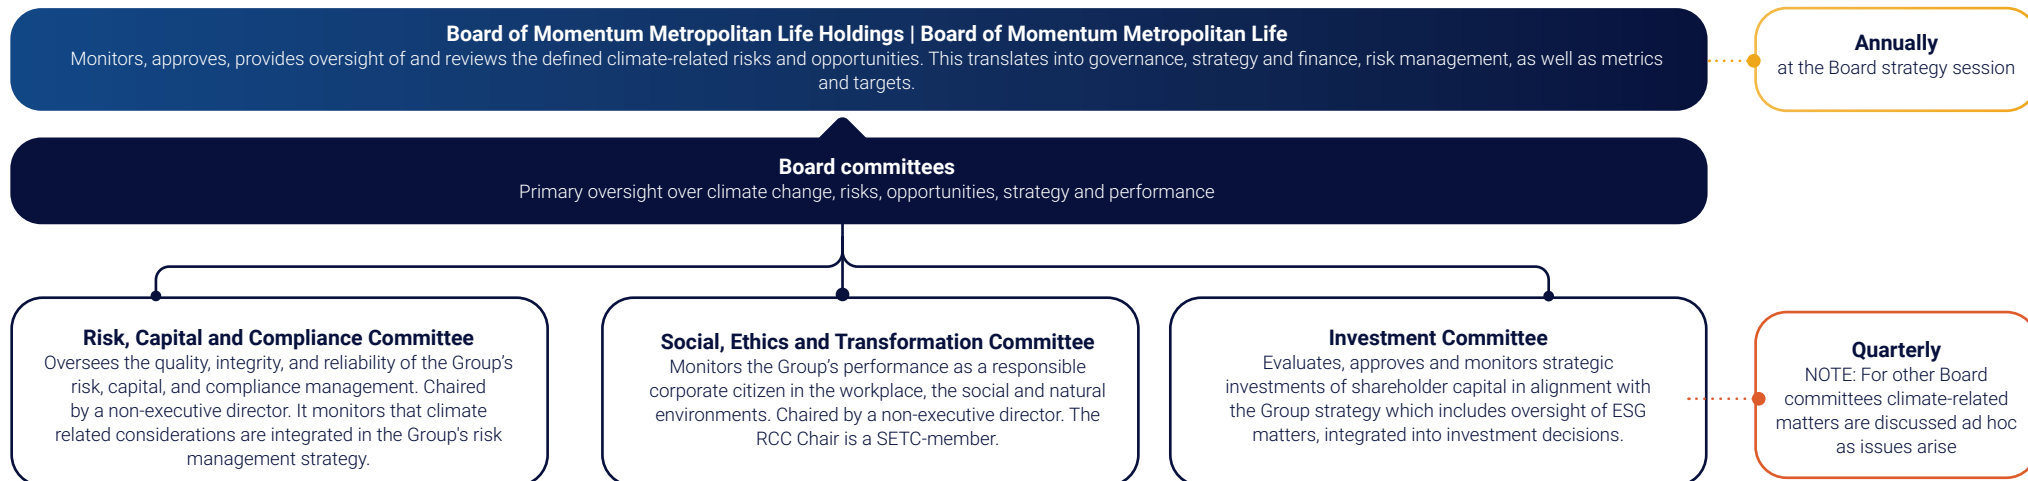 Board of Momentum Metropolitan Life Holdings | Board of Momentum Metropolitan Life
Monitors, approves, provides oversight of and reviews the defined climate-related risks and opportunities. This translates into governance, strategy and finance, risk management, as well as metrics
and targets.
Annually
at the Board strategy session
Board committees
Primary oversight over climate change, risks, opportunities, strategy and performance
Risk, Capital and Compliance Committee
Oversees the quality, integrity, and reliability of the Group’s
risk, capital, and compliance management. Chaired
by a non-executive director. It monitors that climate
related considerations are integrated in the Group's risk
management strategy.
Social, Ethics and Transformation Committee
Monitors the Group’s performance as a responsible
corporate citizen in the workplace, the social and natural
environments. Chaired by a non-executive director. The
RCC Chair is a SETC-member.
Investment Committee
Evaluates, approves and monitors strategic
investments of shareholder capital in alignment with
the Group strategy which includes oversight of ESG
matters, integrated into investment decisions.
Quarterly
NOTE: For other Board
committees climate-related
matters are discussed ad hoc
as issues arise